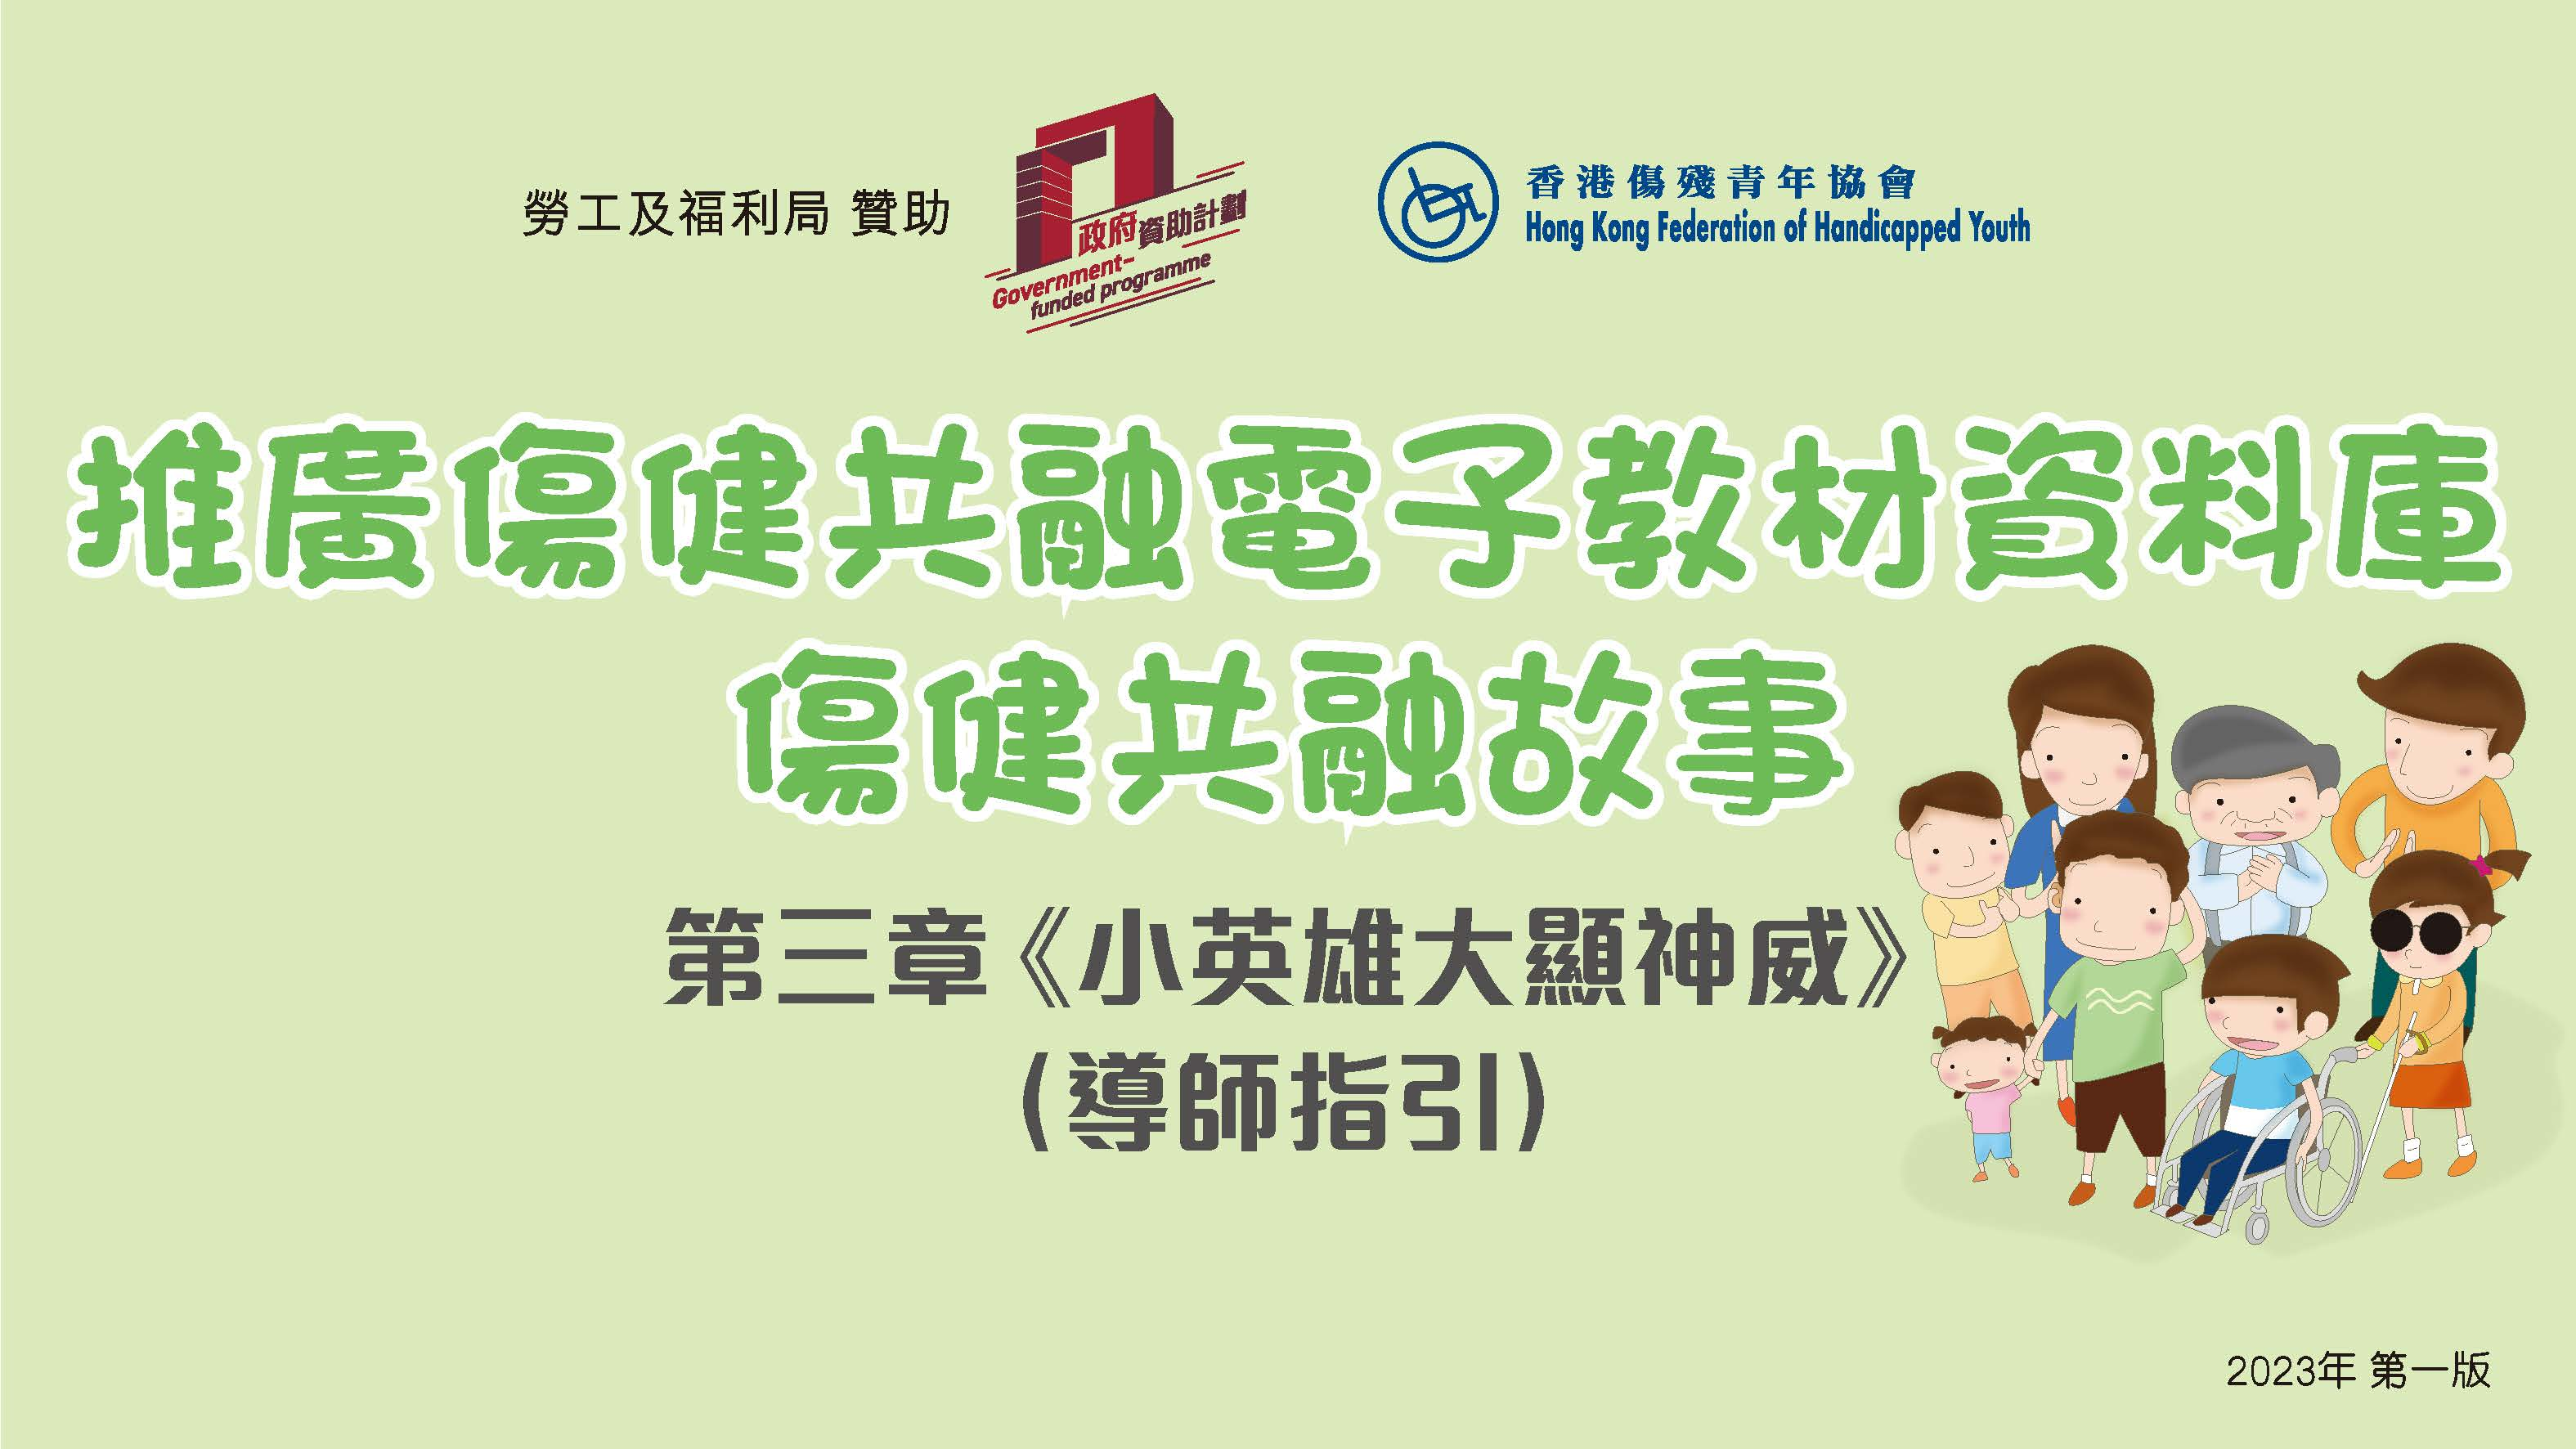 勞工及福利局 贊助
政府資助計劃
Government-
funded programme
香港傷殘青年協會
Hong Kong Federation of Handicapped Youth
推廣傷健共融電子教材資料庫
傷健共融故事
第三章《小英雄大顯神威》
(導師指引)
2023年 第一版